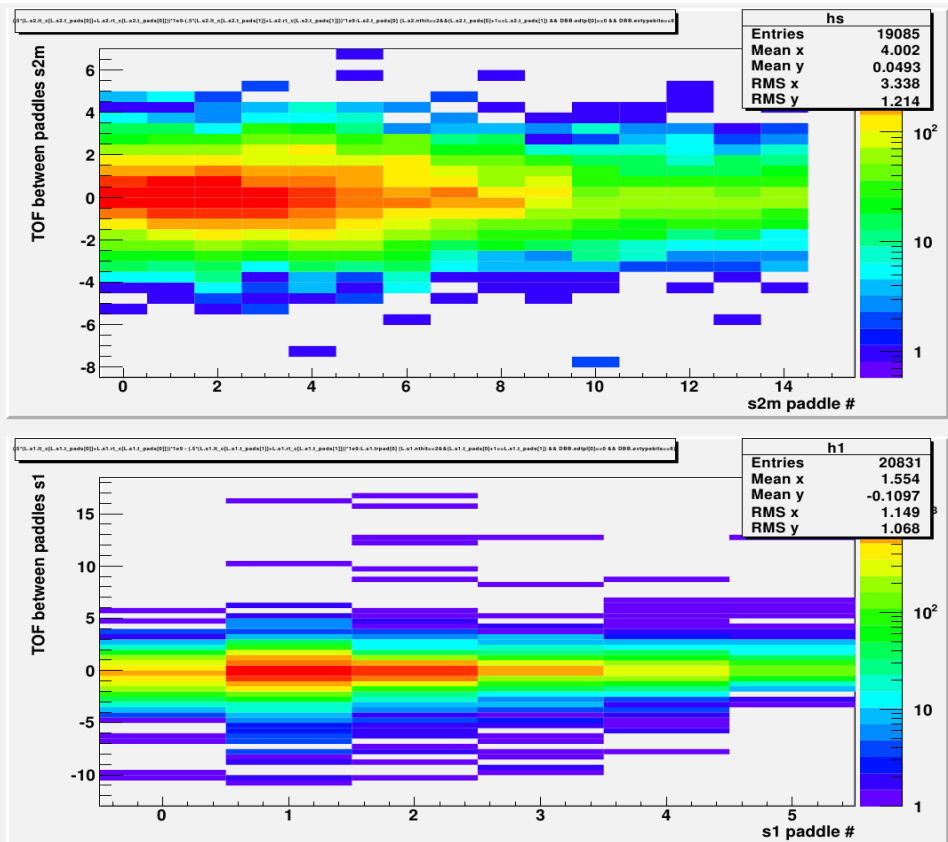 hs
Entries 19085
Mean x 4.002
Mean y 0.0493
RMS x 3.338
RMS y 1.214
TOF between paddles s2m
6
4
2
0
-2
-4
-6
-8
0 2 4 6 8 10 12 14
s2m paddle #
10²
10
1
h1
Entries 20831
Mean x 1.554
Mean y -0.1097
RMS x 1.149
RMS y 1.068
TOF between paddles s1
15
10
5
0
-5
-10
0 1 2 3 4 5
s1 paddle #
3
10²
10
1